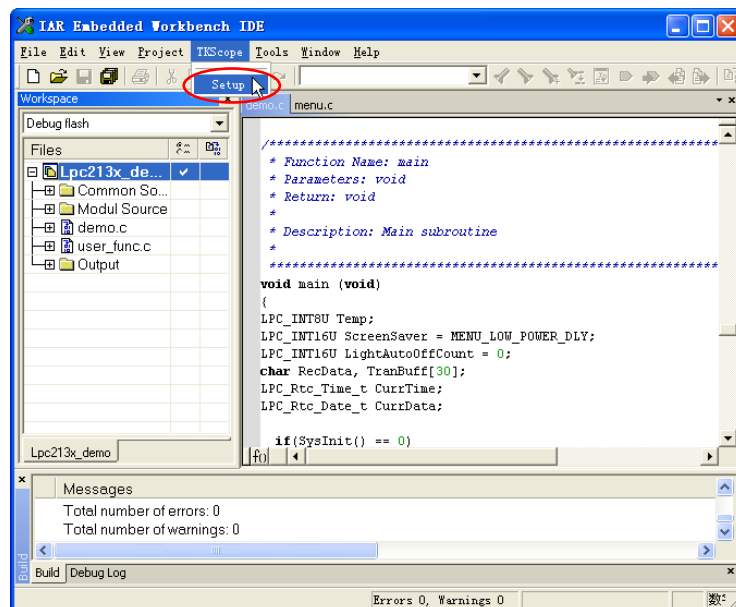 IAR Embedded Workbench IDE
File Edit View Project TKScope Tools Window Help
Setup
Workspace
demo.c menu.c
Debug flash
Files
Lpc213x_de...
Common So...
Modul Source
demo.c
user_func.c
Output
Lpc213x_demo
/***************************************************************
* Function Name: main
* Parameters: void
* Return: void
*
* Description: Main subroutine
*
***************************************************************
void main (void)
{
LPC_INT8U Temp;
LPC_INT16U ScreenSaver = MENU_LOW_POWER_DLY;
LPC_INT16U LightAutoOffCount = 0;
char RecData, TranBuff[30];
LPC_Rtc_Time_t CurrTime;
LPC_Rtc_Date_t CurrData;
if(SysInit() == 0)
f()
Messages
Total number of errors: 0
Total number of warnings: 0
Build
Build Debug Log
Errors 0, Warnings 0